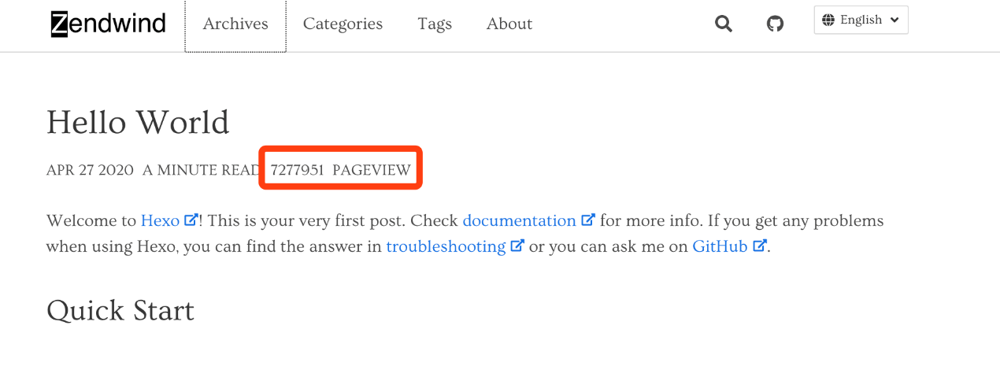 Zendwind Archives Categories Tags About English
Hello World
APR 27 2020 A MINUTE READ 7277951 PAGEVIEW
Welcome to Hexo! This is your very first post. Check documentation for more info. If you get any problems
when using Hexo, you can find the answer in troubleshooting or you can ask me on GitHub.
Quick Start